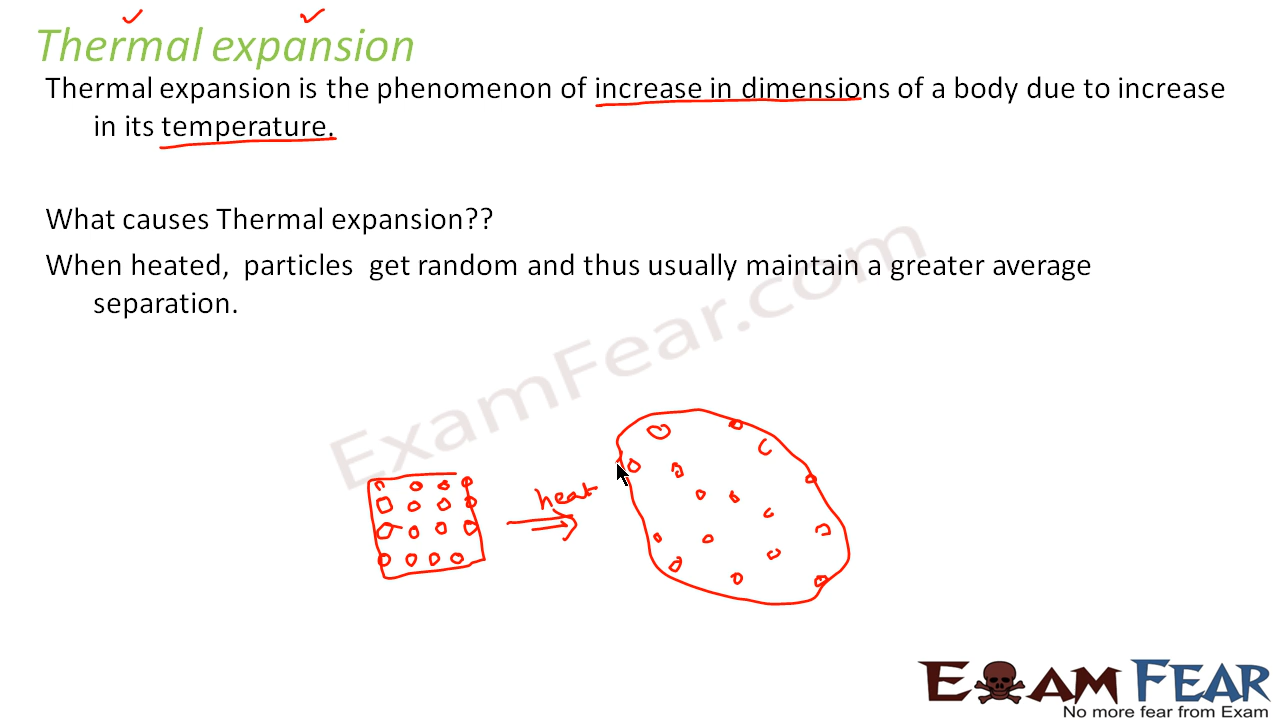 Thermal expansion
Thermal expansion is the phenomenon of increase in dimensions of a body due to increase
in its temperature.
What causes Thermal expansion??
When heated, particles get random and thus usually maintain a greater average
separation.
ExamFear.com
heat
EXAM FEAR
No more fear from Exam